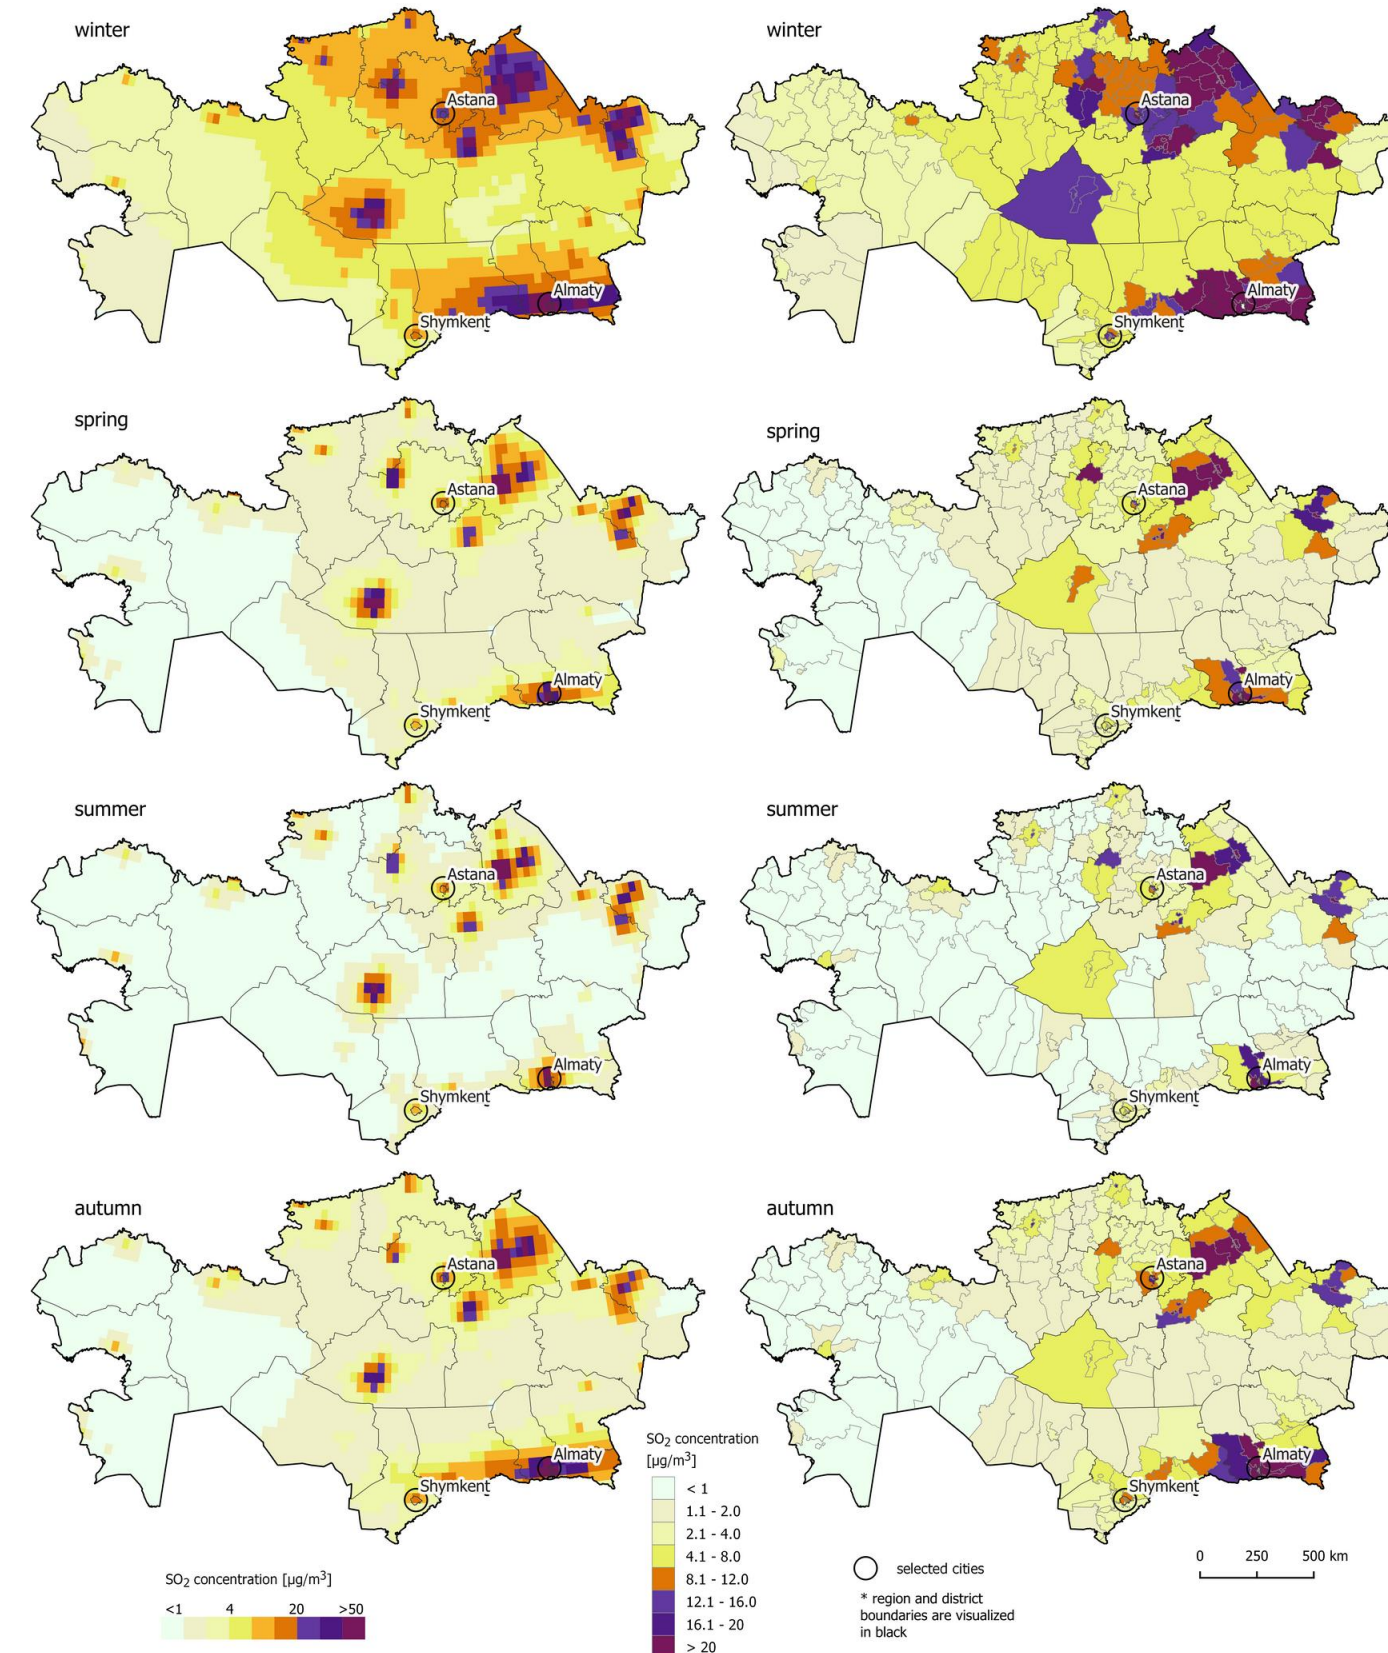 winter
winter
Astana
Astana
Almaty
Almaty
Shymkent
Shymkent
spring
spring
Astana
Astana
Almaty
Almaty
Shymkent
Shymkent
summer
summer
Astana
Astana
Almaty
Almaty
Shymkent
Shymkent
autumn
autumn
Astana
Astana
Almaty
Almaty
Shymkent
Shymkent
SO₂ concentration
[µg/m³]
< 1
1.1 - 2.0
2.1 - 4.0
4.1 - 8.0
8.1 - 12.0
12.1 - 16.0
16.1 - 20
> 20
SO₂ concentration [µg/m³]
<1 4 20 >50
selected cities
* region and district
boundaries are visualized
in black
0 250 500 km